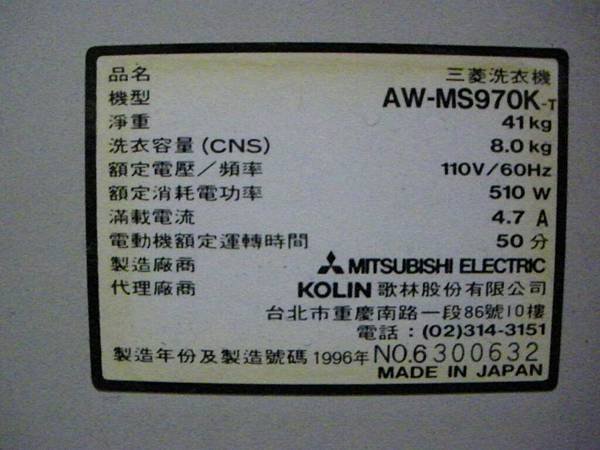 品名 三菱洗衣機
機型 AW-MS970K-T
淨重 41kg
洗衣容量(CNS) 8.0kg
額定電壓/頻率 110V/60Hz
額定消耗電功率 510 W
滿載電流 4.7 A
電動機額定運轉時間 50分
製造廠商 MITSUBISHI ELECTRIC
代理廠商 KOLIN 歌林股份有限公司
台北市重慶南路一段86號10樓
電話:(02)314-3151
製造年份及製造號碼 1996年 NO.6300632
MADE IN JAPAN